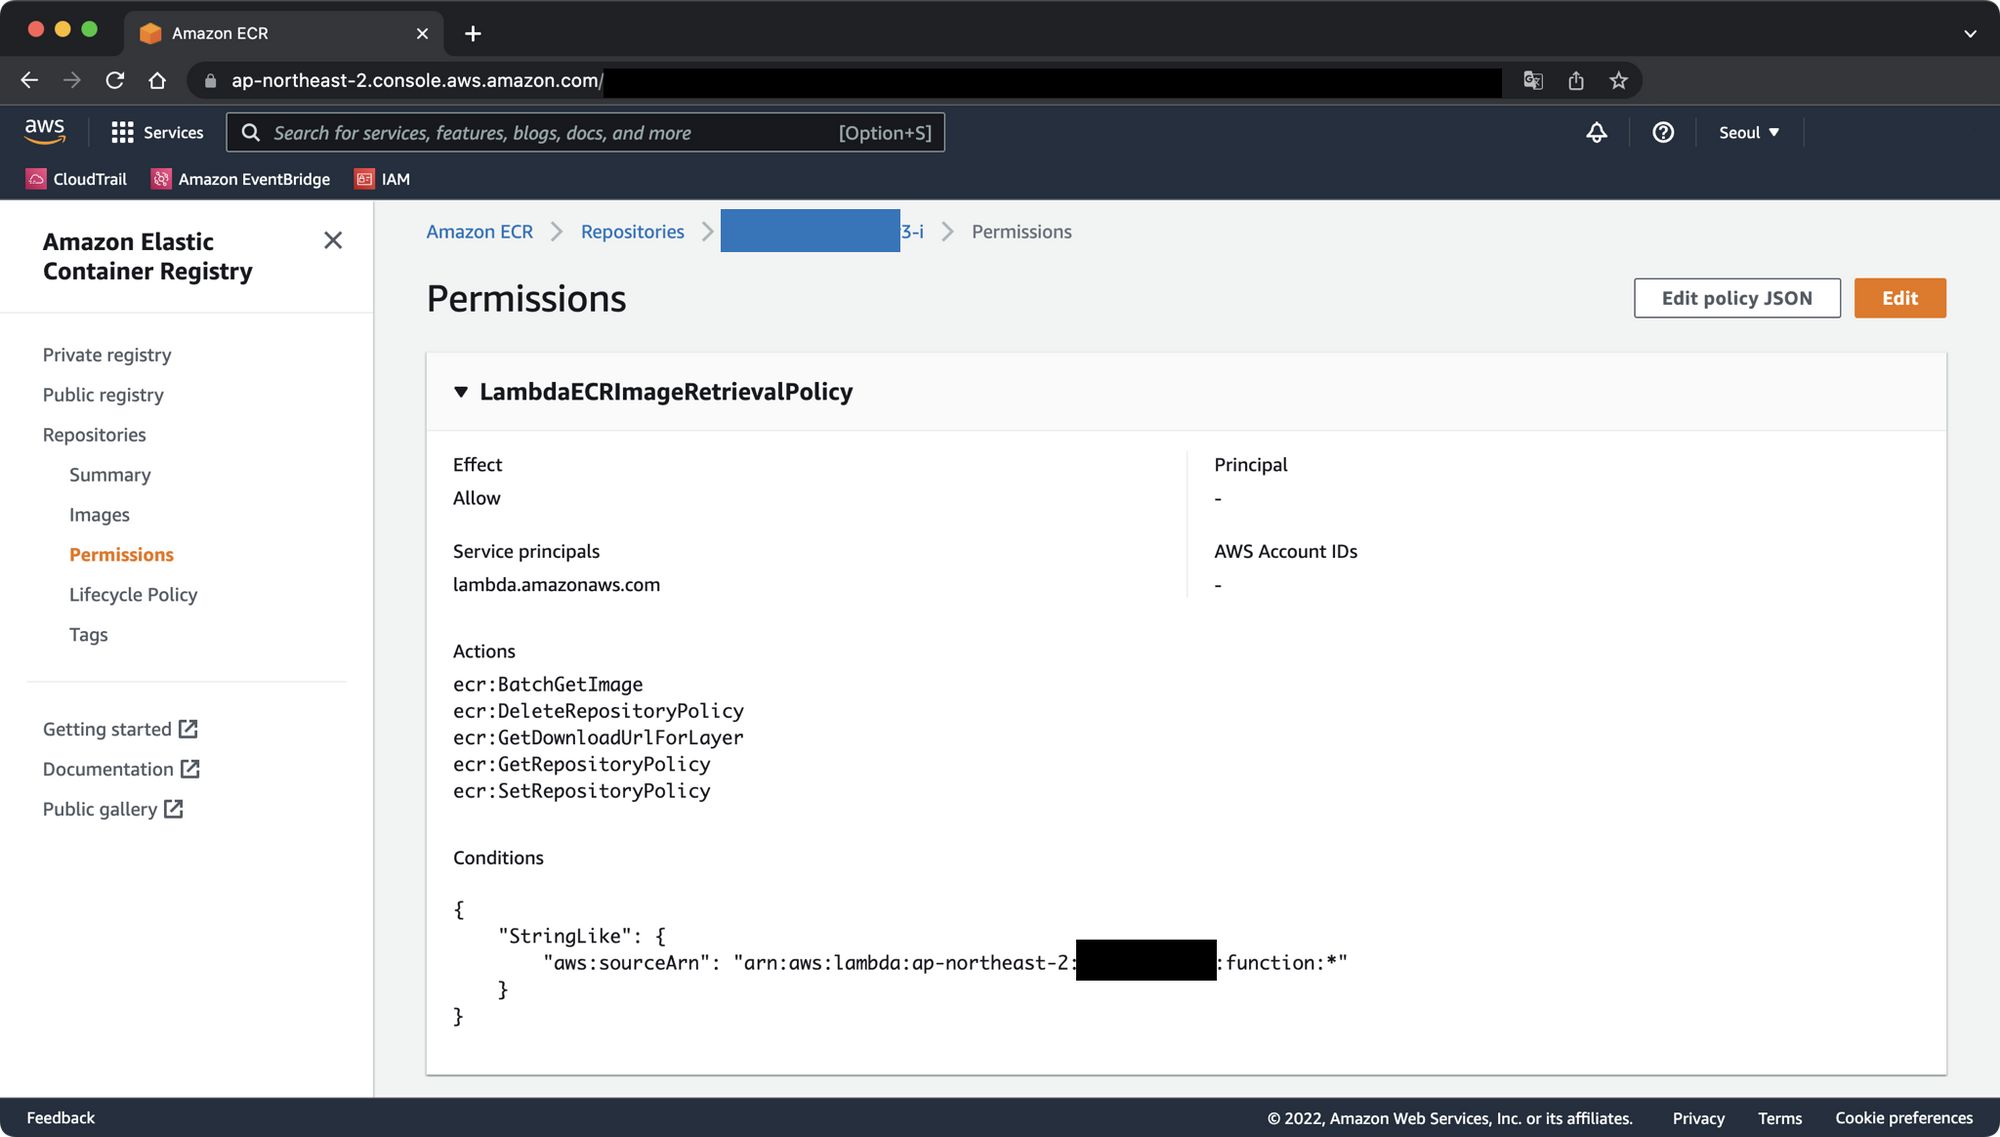 Amazon ECR
ap-northeast-2.console.aws.amazon.com/
aws
Services
Search for services, features, blogs, docs, and more [Option+S]
Seoul ▼
CloudTrail
Amazon EventBridge
IAM
Amazon Elastic
Container Registry
Private registry
Public registry
Repositories
Summary
Images
Permissions
Lifecycle Policy
Tags
Getting started
Documentation
Public gallery
Amazon ECR > Repositories > 3-i > Permissions
Permissions
Edit policy JSON
Edit
▼ LambdaECRImageRetrievalPolicy
Effect
Allow
Principal
-
Service principals
lambda.amazonaws.com
AWS Account IDs
-
Actions
ecr:BatchGetImage
ecr:DeleteRepositoryPolicy
ecr:GetDownloadUrlForLayer
ecr:GetRepositoryPolicy
ecr:SetRepositoryPolicy
Conditions
{
"StringLike": {
"aws:sourceArn": "arn:aws:lambda:ap-northeast-2: :function:*"
}
}
Feedback
© 2022, Amazon Web Services, Inc. or its affiliates.
Privacy
Terms
Cookie preferences